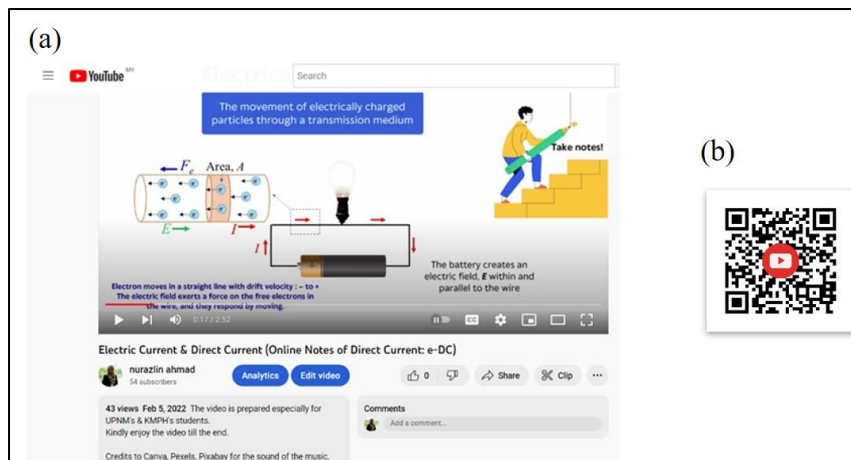 (a)
YouTube MY
Electrica
Search
The movement of electrically charged
particles through a transmission medium
Take notes!
Fe Area, A
e e e e e e e e
E I
I
The battery creates an
electric field, E within and
parallel to the wire
Electron moves in a straight line with drift velocity : – to +
The electric field exerts a force on the free electrons in
the wire, and they respond by moving.
0:17 / 2:52
CC
Electric Current & Direct Current (Online Notes of Direct Current: e-DC)
nurazlin ahmad
54 subscribers
Analytics
Edit video
0
Share
Clip
43 views Feb 5, 2022 The video is prepared especially for
UPNM's & KMPH's students.
Kindly enjoy the video till the end.
Credits to Canva, Pexels, Pixabay for the sound of the music,
Comments
Add a comment...
(b)